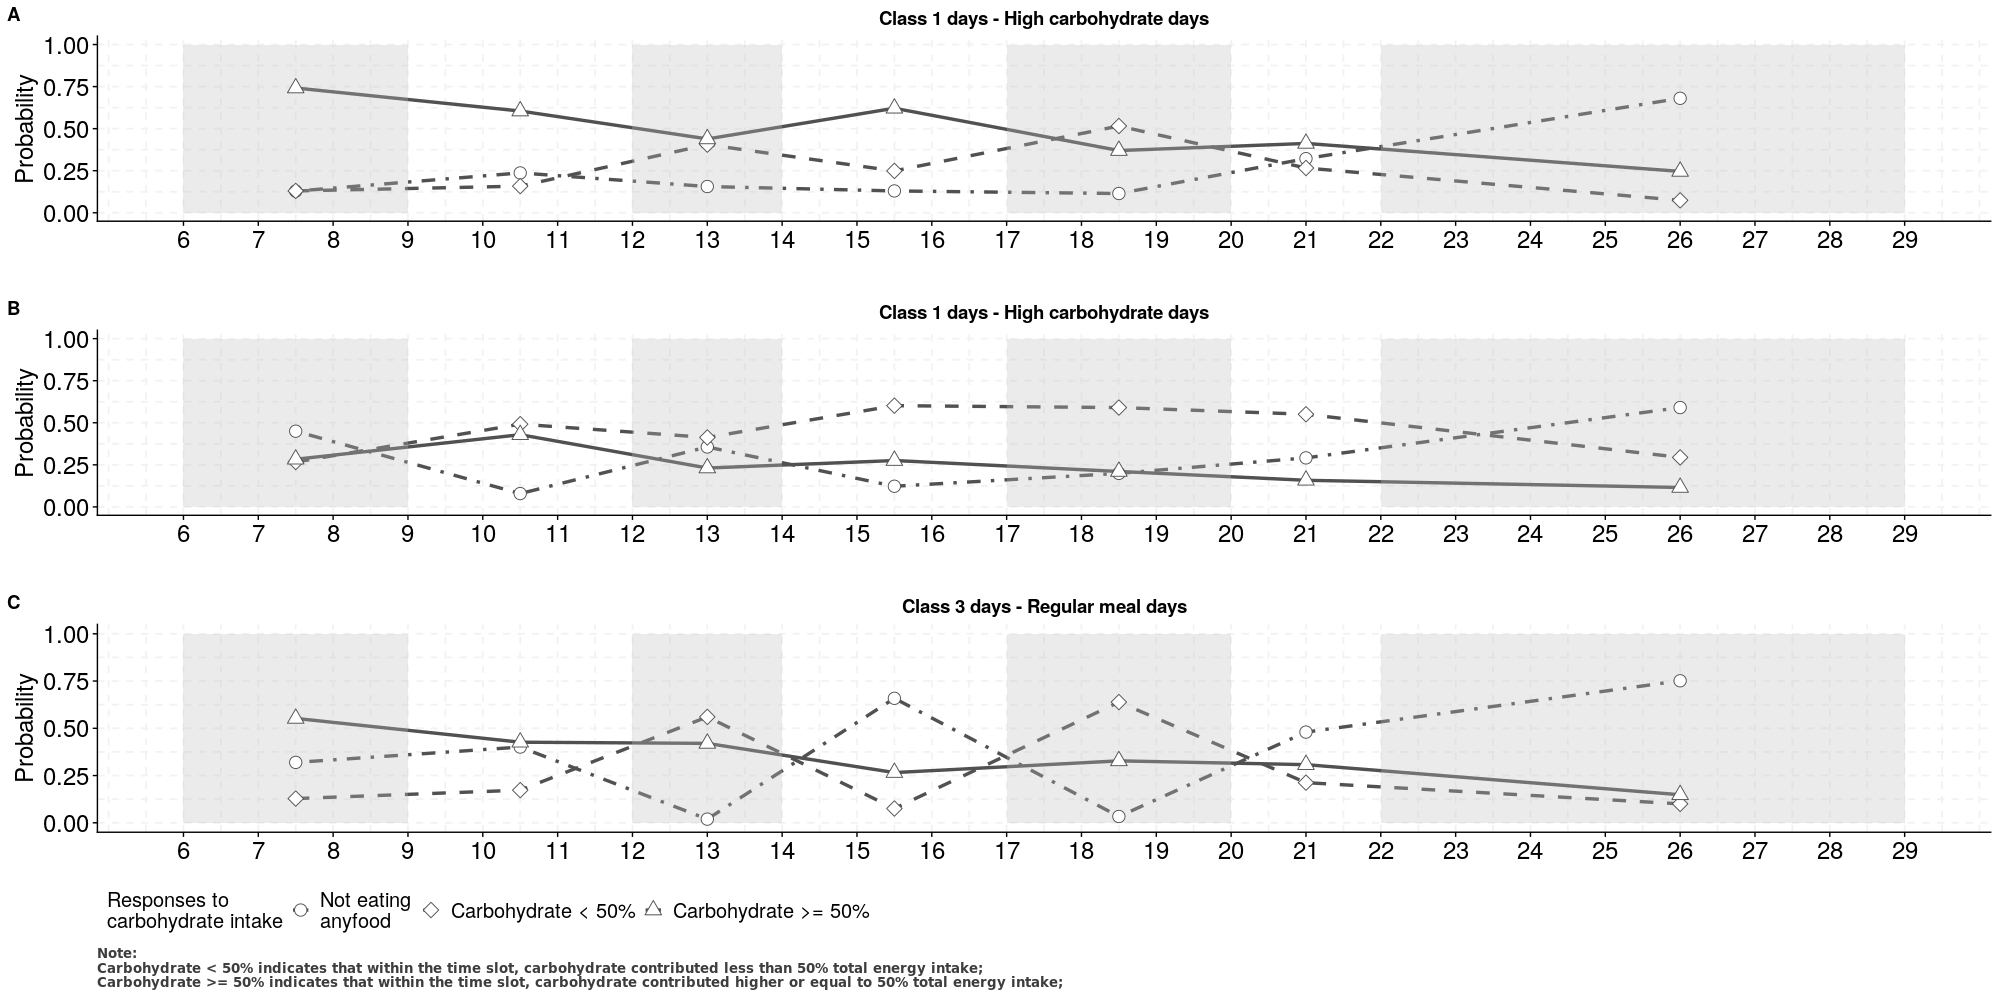 A
Class 1 days - High carbohydrate days
Probability
1.00
0.75
0.50
0.25
0.00
6 7 8 9 10 11 12 13 14 15 16 17 18 19 20 21 22 23 24 25 26 27 28 29
B
Class 1 days - High carbohydrate days
Probability
1.00
0.75
0.50
0.25
0.00
6 7 8 9 10 11 12 13 14 15 16 17 18 19 20 21 22 23 24 25 26 27 28 29
C
Class 3 days - Regular meal days
Probability
1.00
0.75
0.50
0.25
0.00
6 7 8 9 10 11 12 13 14 15 16 17 18 19 20 21 22 23 24 25 26 27 28 29
Responses to
carbohydrate intake
Not eating
anyfood
Carbohydrate < 50%
Carbohydrate >= 50%
Note:
Carbohydrate < 50% indicates that within the time slot, carbohydrate contributed less than 50% total energy intake;
Carbohydrate >= 50% indicates that within the time slot, carbohydrate contributed higher or equal to 50% total energy intake;